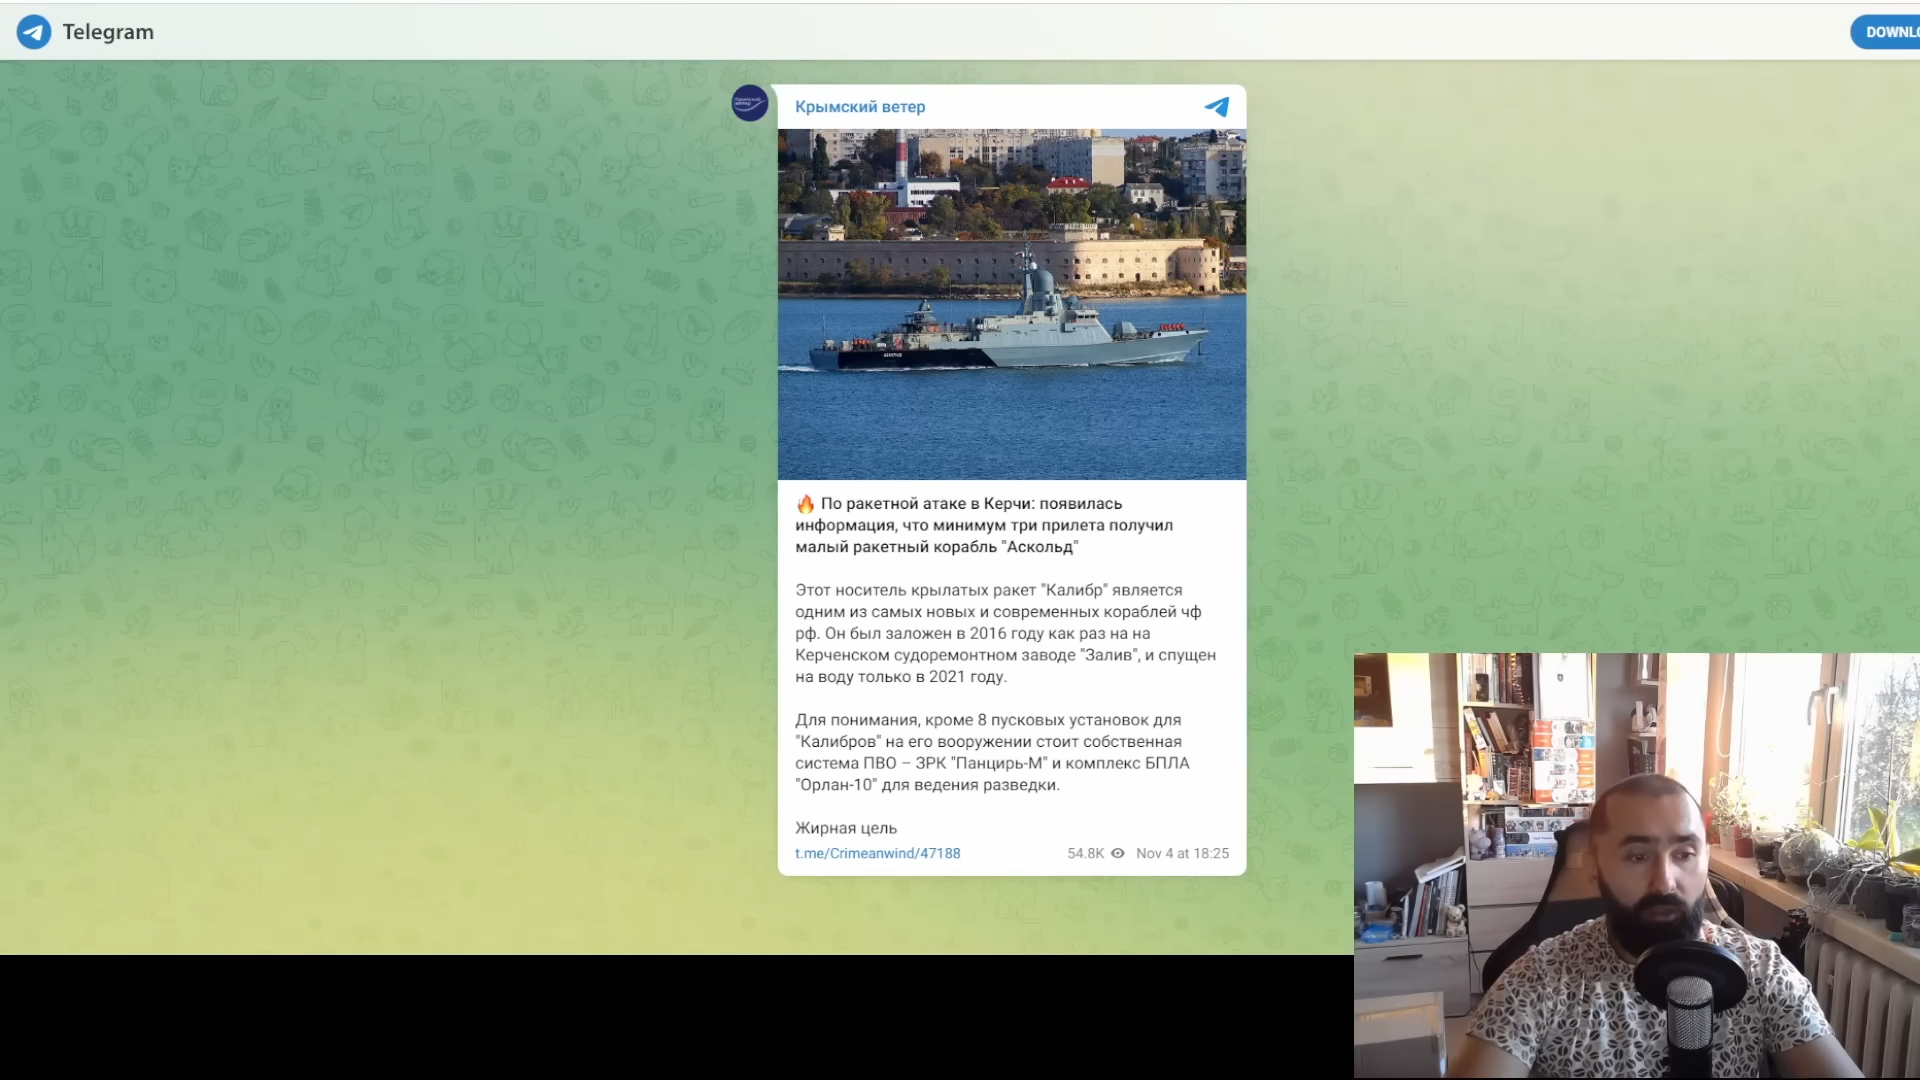 Telegram
DOWNLO
Крымский ветер
🔥 По ракетной атаке в Керчи: появилась
информация, что минимум три прилета получил
малый ракетный корабль "Аскольд"
Этот носитель крылатых ракет "Калибр" является
одним из самых новых и современных кораблей чф
рф. Он был заложен в 2016 году как раз на на
Керченском судоремонтном заводе "Залив", и спущен
на воду только в 2021 году.
Для понимания, кроме 8 пусковых установок для
"Калибров" на его вооружении стоит собственная
система ПВО – ЗРК "Панцирь-М" и комплекс БПЛА
"Орлан-10" для ведения разведки.
Жирная цель
t.me/Crimeanwind/47188 54.8K Nov 4 at 18:25